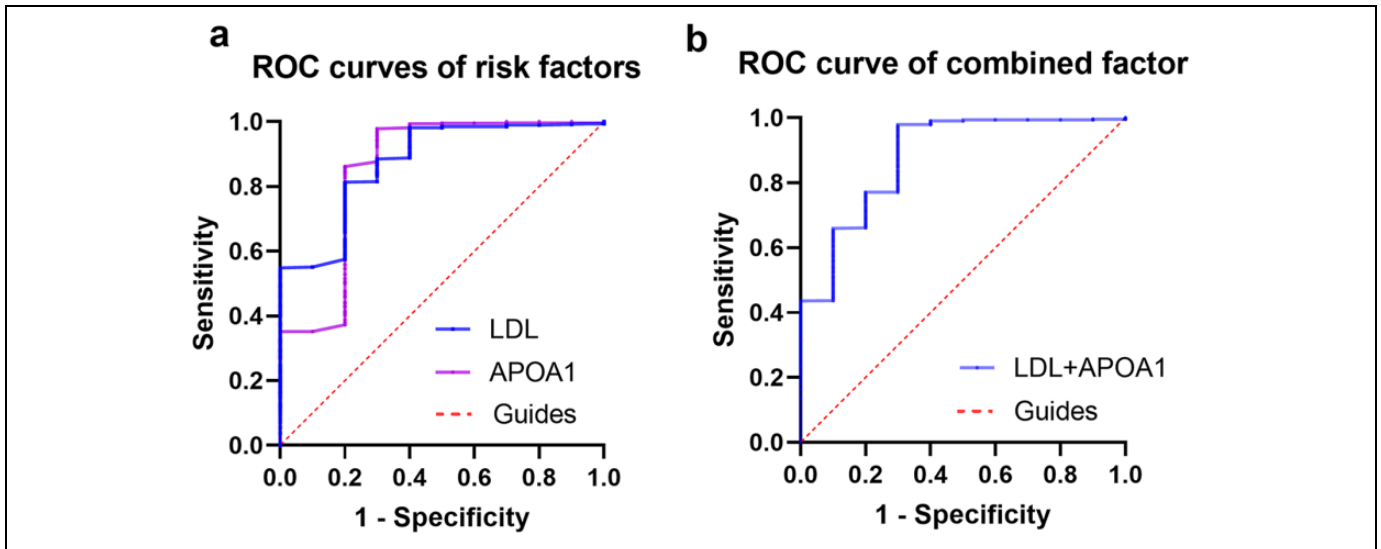 a
ROC curves of risk factors
1.0
0.8
0.6
0.4
0.2
0.0
Sensitivity
LDL
APOA1
Guides
0.0 0.2 0.4 0.6 0.8 1.0
1 - Specificity
b
ROC curve of combined factor
1.0
0.8
0.6
0.4
0.2
0.0
Sensitivity
LDL+APOA1
Guides
0.0 0.2 0.4 0.6 0.8 1.0
1 - Specificity